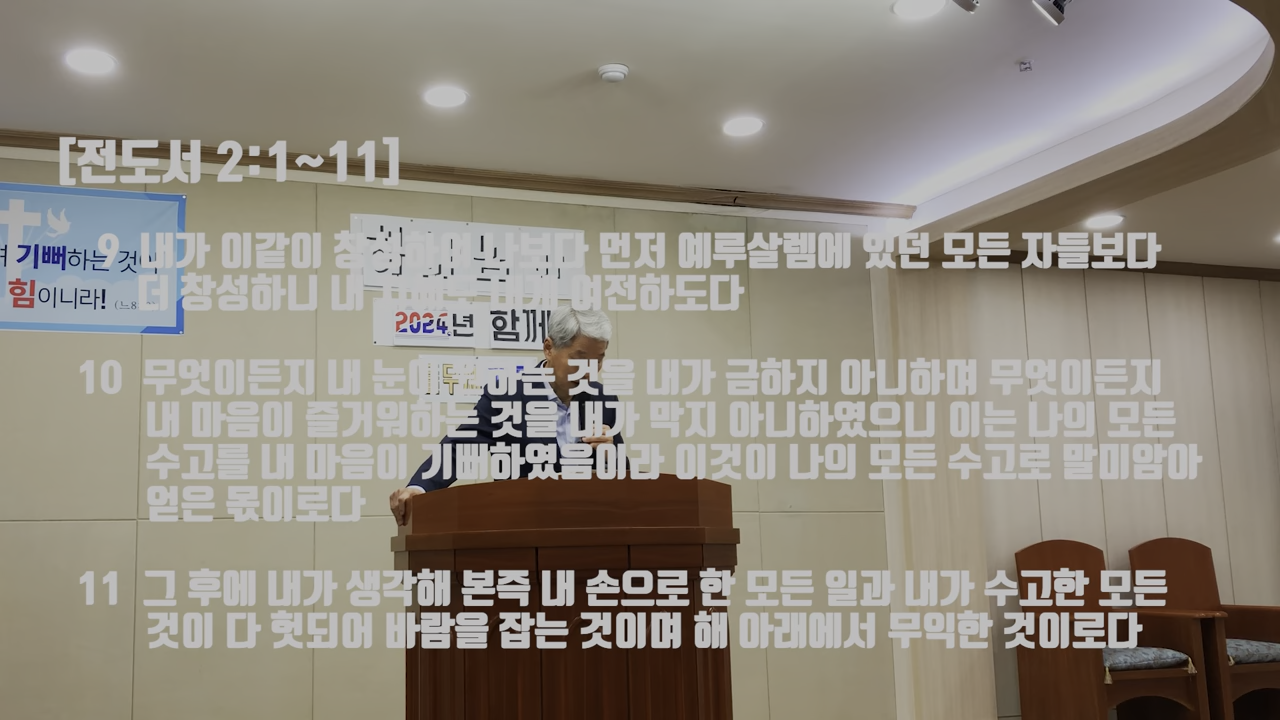 [전도서 2:1~11]
기뻐하는 것이
힘이니라!
9 내가 이같이 창성하여 나보다 먼저 예루살렘에 있던 모든 자들보다
더 창성하니 내 지혜도 내게 여전하도다
2024년 함께
10 무엇이든지 내 눈이 원하는 것을 내가 금하지 아니하며 무엇이든지
내 마음이 즐거워하는 것을 내가 막지 아니하였으니 이는 나의 모든
수고를 내 마음이 기뻐하였음이라 이것이 나의 모든 수고로 말미암아
얻은 몫이로다
11 그 후에 내가 생각해 본즉 내 손으로 한 모든 일과 내가 수고한 모든
것이 다 헛되어 바람을 잡는 것이며 해 아래에서 무익한 것이로다